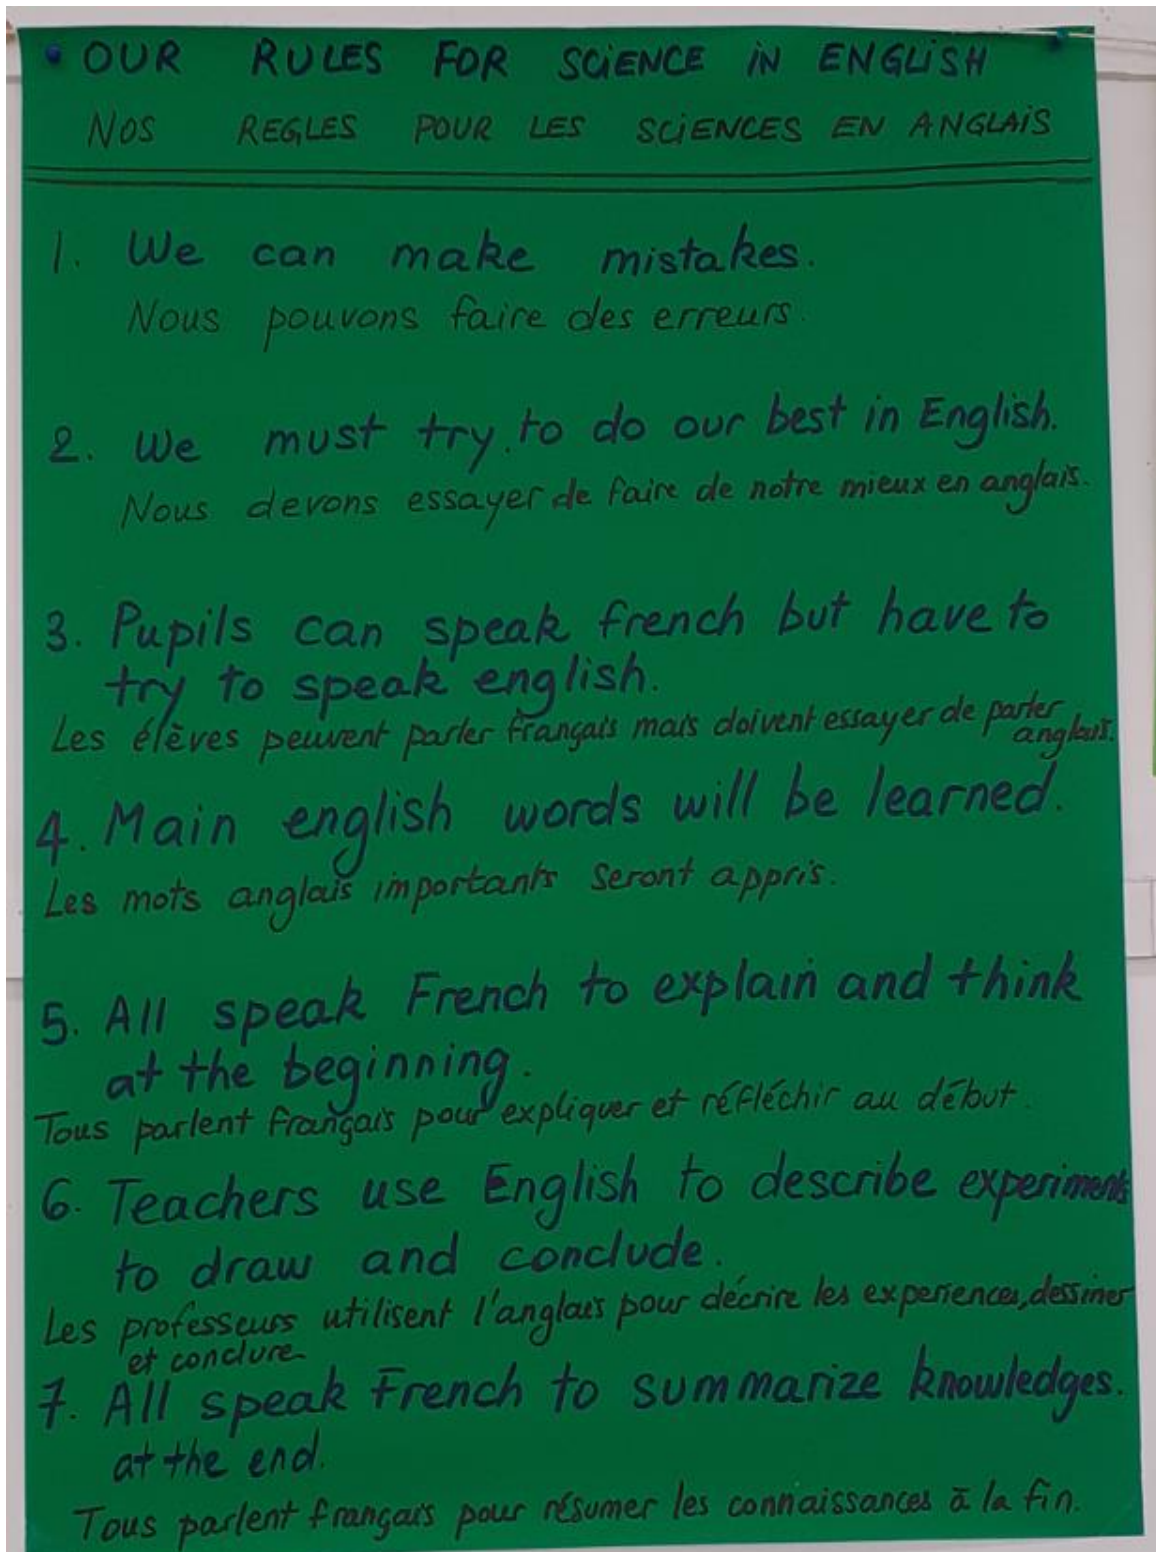 OUR RULES FOR SCIENCE IN ENGLISH
NOS REGLES POUR LES SCIENCES EN ANGLAIS
1. We can make mistakes.
Nous pouvons faire des erreurs.
2. We must try to do our best in English.
Nous devons essayer de faire de notre mieux en anglais.
3. Pupils can speak french but have to
try to speak english.
Les élèves peuvent parler français mais doivent essayer de parler
anglais.
4. Main english words will be learned.
Les mots anglais importants seront appris.
5. All speak French to explain and think
at the beginning.
Tous parlent français pour expliquer et réfléchir au début.
6. Teachers use English to describe experiments
to draw and conclude.
Les professeurs utilisent l'anglais pour décrire les experiences, dessiner
et conclure
7. All speak French to summarize knowledges.
at the end.
Tous parlent français pour résumer les connaissances à la fin.